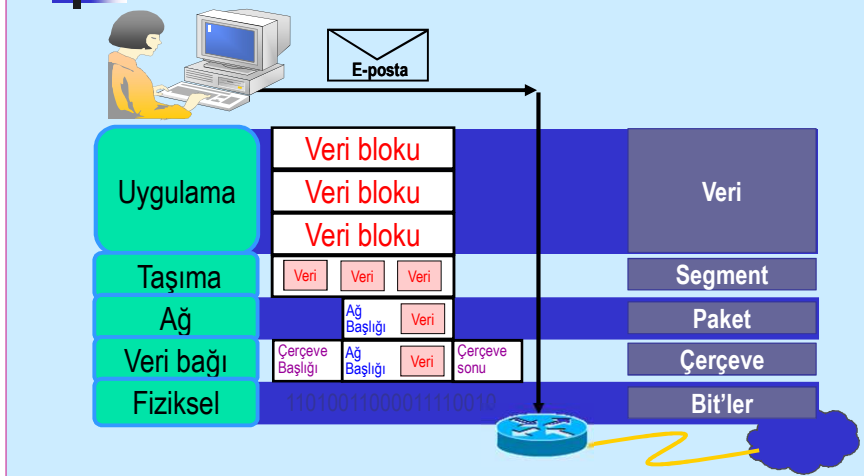 E-posta
Uygulama
Veri bloku
Veri bloku
Veri bloku
Veri
Taşıma
Veri Veri Veri
Segment
Ağ
Ağ
Başlığı
Veri
Paket
Veri bağı
Çerçeve
Başlığı
Ağ
Başlığı
Veri
Çerçeve
sonu
Çerçeve
Fiziksel
11010011000011110010
Bit'ler